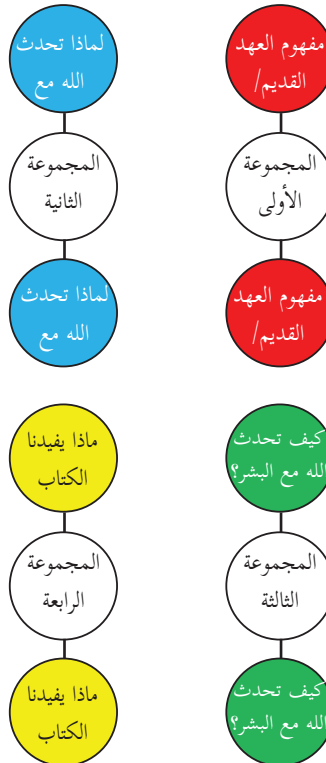 مفهوم العهد
القديم/
المجموعة
الأولى
مفهوم العهد
القديم/
لماذا تحدث
الله مع
المجموعة
الثانية
لماذا تحدث
الله مع
كيف تحدث
الله مع البشر؟
المجموعة
الثالثة
كيف تحدث
الله مع البشر؟
ماذا يفيدنا
الكتاب
المجموعة
الرابعة
ماذا يفيدنا
الكتاب